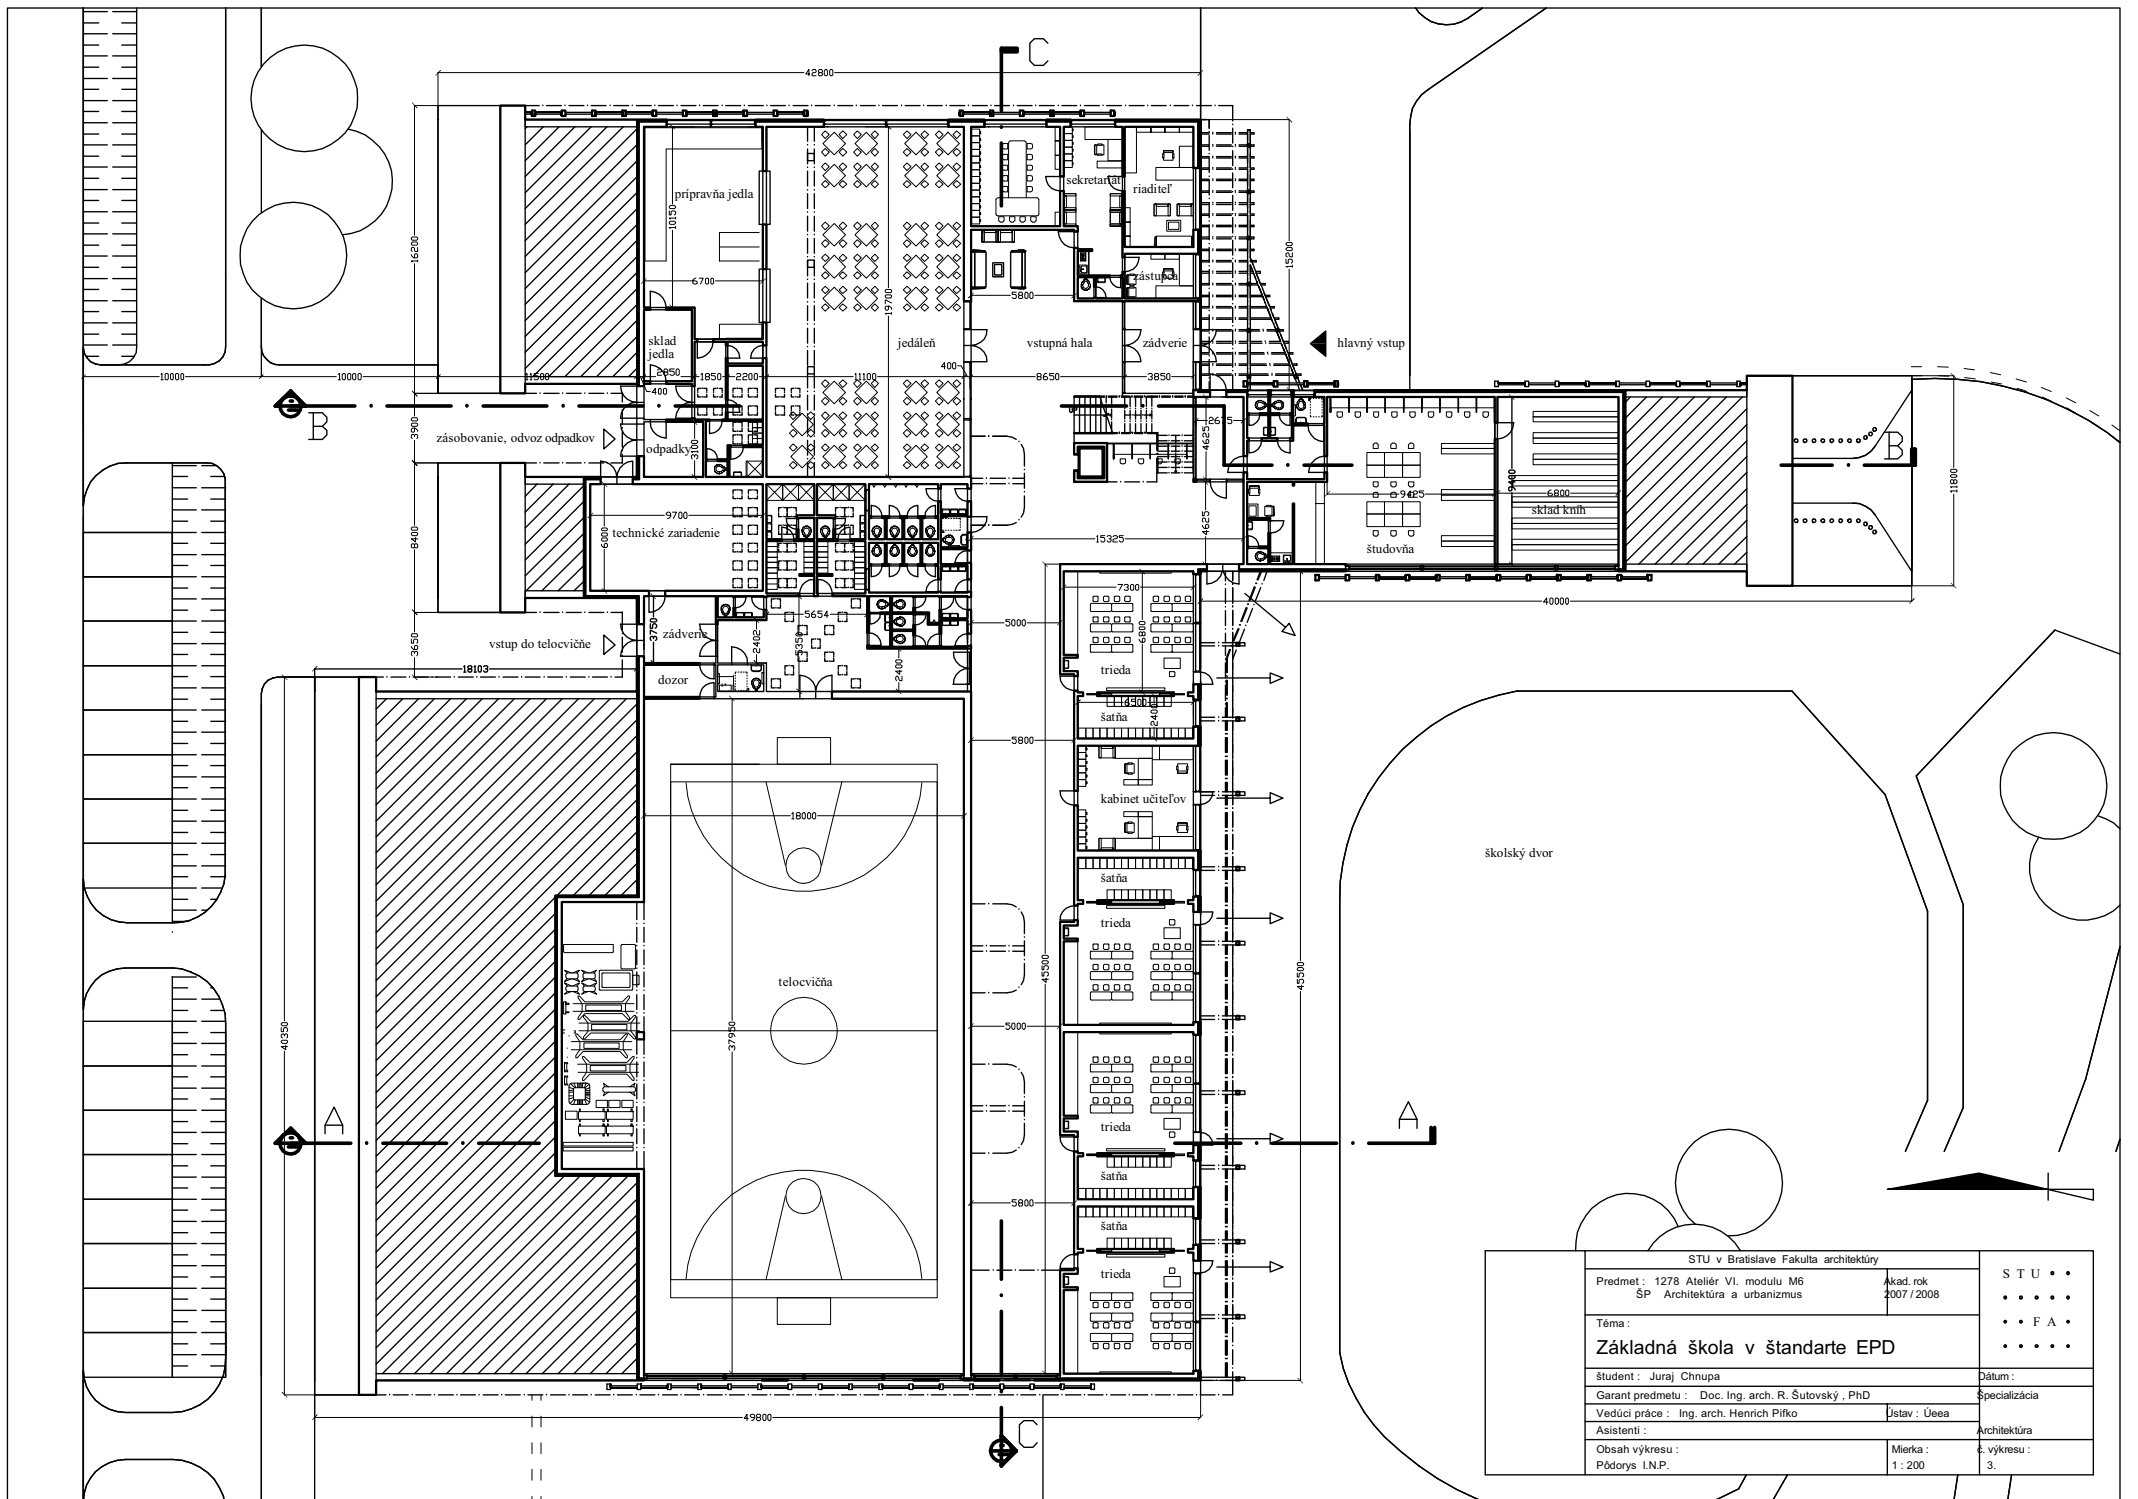 C
42800
prípravňa jedla
sekretariát
riaditeľ
16200
10150
15200
6700
zástupca
5800
19700
sklad
jedla
jedáleň
vstupná hala
zádverie
hlavný vstup
10000
10000
11500
2850
1850
2200
11100
400
8650
3850
400
B
3900
zásobovanie, odvoz odpadkov
odpadky
3100
2675
4625
B
11800
9425
9400
6800
sklad kníh
8400
9700
technické zariadenie
6000
4625
15325
študovňa
7300
40000
3750
zádverie
5654
5000
6800
3650
vstup do telocvične
2402
5350
2400
18103
dozor
trieda
6500
šatňa
2400
5800
kabinet učiteľov
18000
školský dvor
šatňa
trieda
telocvičňa
45500
45500
40350
37950
5000
A
A
trieda
šatňa
5800
šatňa
trieda
49800
C
STU v Bratislave Fakulta architektúry
Predmet : 1278 Ateliér VI. modulu M6
ŠP Architektúra a urbanizmus
Akad. rok
2007 / 2008
S T U
F A
Téma :
Základná škola v štandarte EPD
študent : Juraj Chnupa
Dátum :
Garant predmetu : Doc. Ing. arch. R. Šutovský , PhD
Špecializácia
Vedúci práce : Ing. arch. Henrich Pifko
Ústav : Úeea
Asistenti :
Architektúra
Obsah výkresu :
Mierka :
č. výkresu :
Pôdorys I.N.P.
1 : 200
3.